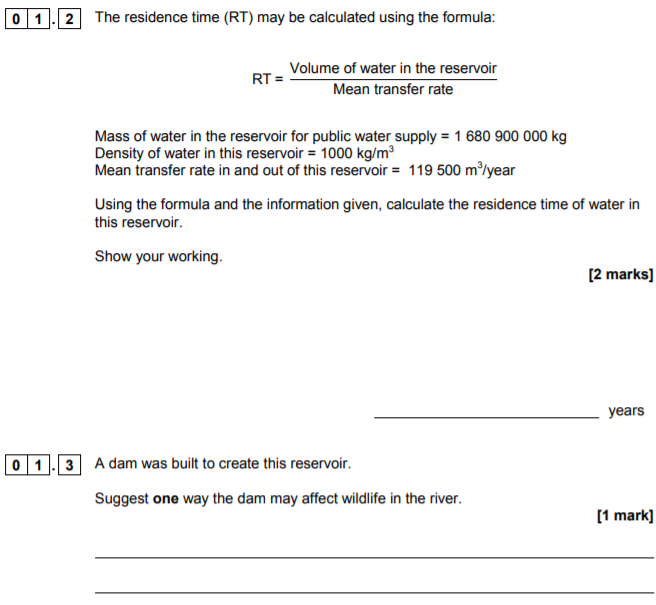 0 1 . 2 The residence time (RT) may be calculated using the formula:
RT = Volume of water in the reservoir
Mean transfer rate
Mass of water in the reservoir for public water supply = 1 680 900 000 kg
Density of water in this reservoir = 1000 kg/m³
Mean transfer rate in and out of this reservoir = 119 500 m³/year
Using the formula and the information given, calculate the residence time of water in
this reservoir.
Show your working.
[2 marks]
years
0 1 . 3 A dam was built to create this reservoir.
Suggest one way the dam may affect wildlife in the river.
[1 mark]